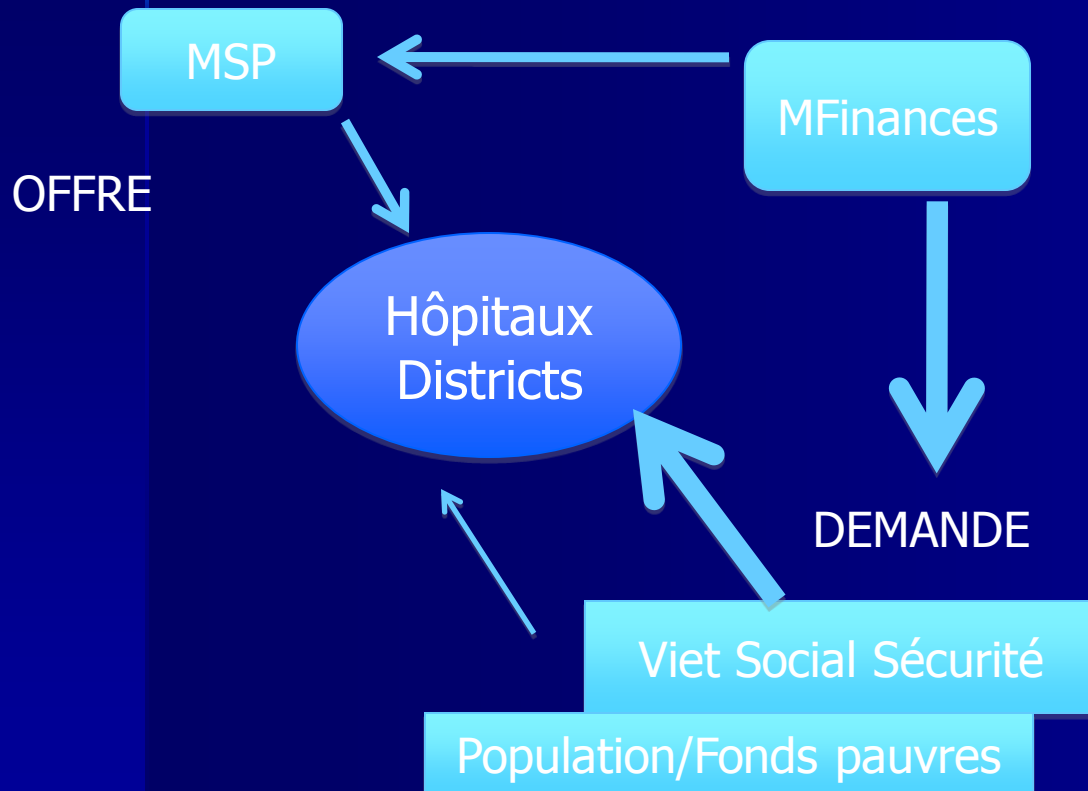 MSP
MFinances
OFFRE
Hôpitaux
Districts
DEMANDE
Viet Social Sécurité
Population/Fonds pauvres